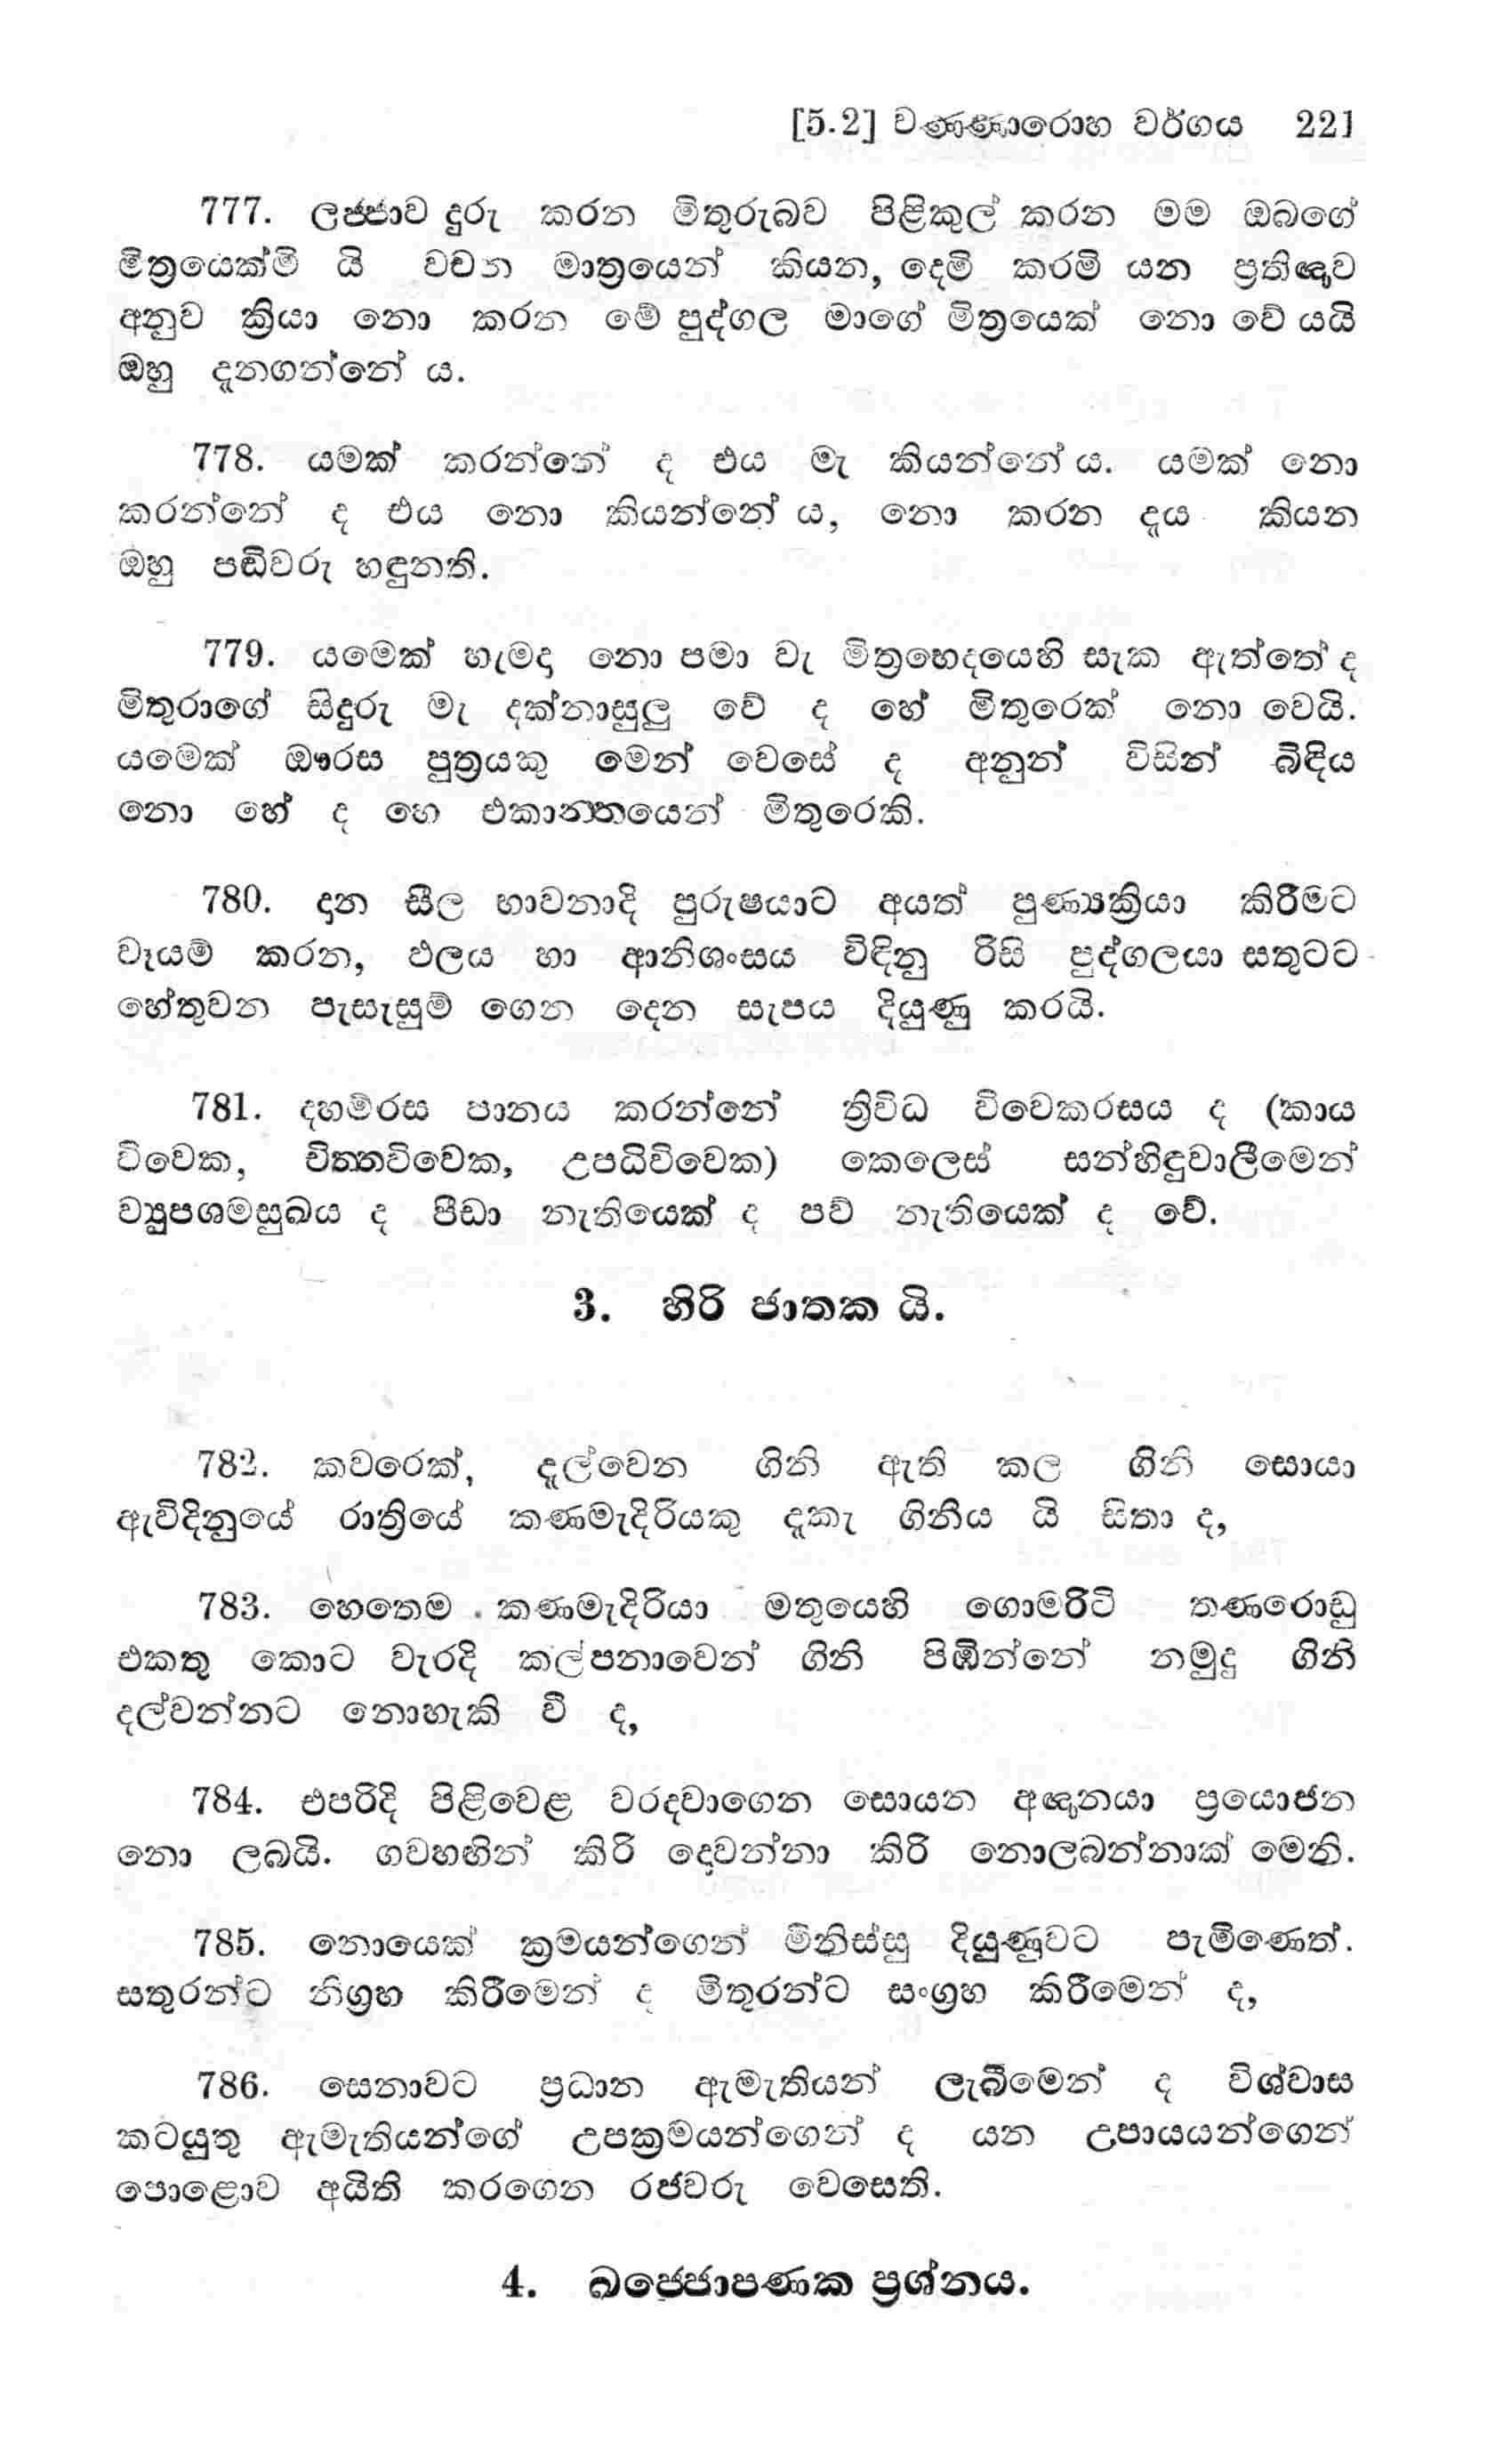 [5.2] වණ්ණාරොහ වර්ගය 221
777. ලජ්ජාව දුරු කරන මිතුරුබව පිළිකුල් කරන මම ඔබගේ
මිත්‍රයෙක්මි යි වචන මාත්‍රයෙන් කියන, දෙමි කරමි යන ප්‍රතිඥාව
අනුව ක්‍රියා නො කරන මේ පුද්ගල මාගේ මිත්‍රයෙක් නො වේ යයි
ඔහු දැනගන්නේ ය.
778. යමක් කරන්නේ ද එය මැ කියන්නේ ය. යමක් නො
කරන්නේ ද එය නො කියන්නේ ය, නො කරන දැය කියන
ඔහු පඬිවරු හඳුනති.
779. යමෙක් හැමදා නො පමා වැ මිත්‍රභෙදයෙහි සැක ඇත්තේ ද
මිතුරාගේ සිදුරු මැ දක්නාසුලු වේ ද හේ මිතුරෙක් නො වෙයි.
යමෙක් ඖරස පුත්‍රයකු මෙන් වෙසේ ද අනුන් විසින් බිඳිය
නො හේ ද හෙ එකාන්තයෙන් මිතුරෙකි.
780. දාන සීල භාවනාදි පුරුෂයාට අයත් පුණ්‍යක්‍රියා කිරීමට
වෑයම් කරන, ඵලය හා ආනිශංසය විඳිනු රිසි පුද්ගලයා සතුටට
හේතුවන පැසැසුම් ගෙන දෙන සැපය දියුණු කරයි.
781. දහම්රස පානය කරන්නේ ත්‍රිවිධ විවෙකරසය ද (කාය
විවෙක, චිත්තවිවෙක, උපධිවිවෙක) කෙලෙස් සන්හිඳුවාලීමෙන්
ව්‍යුපශමසුඛය ද පීඩා නැතියෙක් ද පව් නැතියෙක් ද වේ.
3. හිරි ජාතක යි.
782. කවරෙක්, දැල්වෙන ගිනි ඇති කල ගිනි සොයා
ඇවිදිනුයේ රාත්‍රියේ කණමැදිරියකු දැකැ ගිනිය යි සිතා ද,
783. හෙතෙම කණමැදිරියා මතුයෙහි ගොමරිටි තණරොඩු
එකතු කොට වැරදි කල්පනාවෙන් ගිනි පිඹින්නේ නමුදු ගිනි
දල්වන්නට නොහැකි වී ද,
784. එපරිදි පිළිවෙළ වරදවාගෙන සොයන අඥානයා ප්‍රයොජන
නො ලබයි. ගවහඟින් කිරි දොවන්නා කිරි නොලබන්නාක් මෙනි.
785. නොයෙක් ක්‍රමයන්ගෙන් මිනිස්සු දියුණුවට පැමිණෙත්.
සතුරන්ට නිග්‍රහ කිරීමෙන් ද මිතුරන්ට සංග්‍රහ කිරීමෙන් ද,
786. සෙනාවට ප්‍රධාන ඇමැතියන් ලැබීමෙන් ද විශ්වාස
කටයුතු ඇමැතියන්ගේ උපක්‍රමයන්ගෙන් ද යන උපායයන්ගෙන්
පොළොව අයිති කරගෙන රජවරු වෙසෙති.
4. ඛජ්ජොපණක ප්‍රශ්නය.